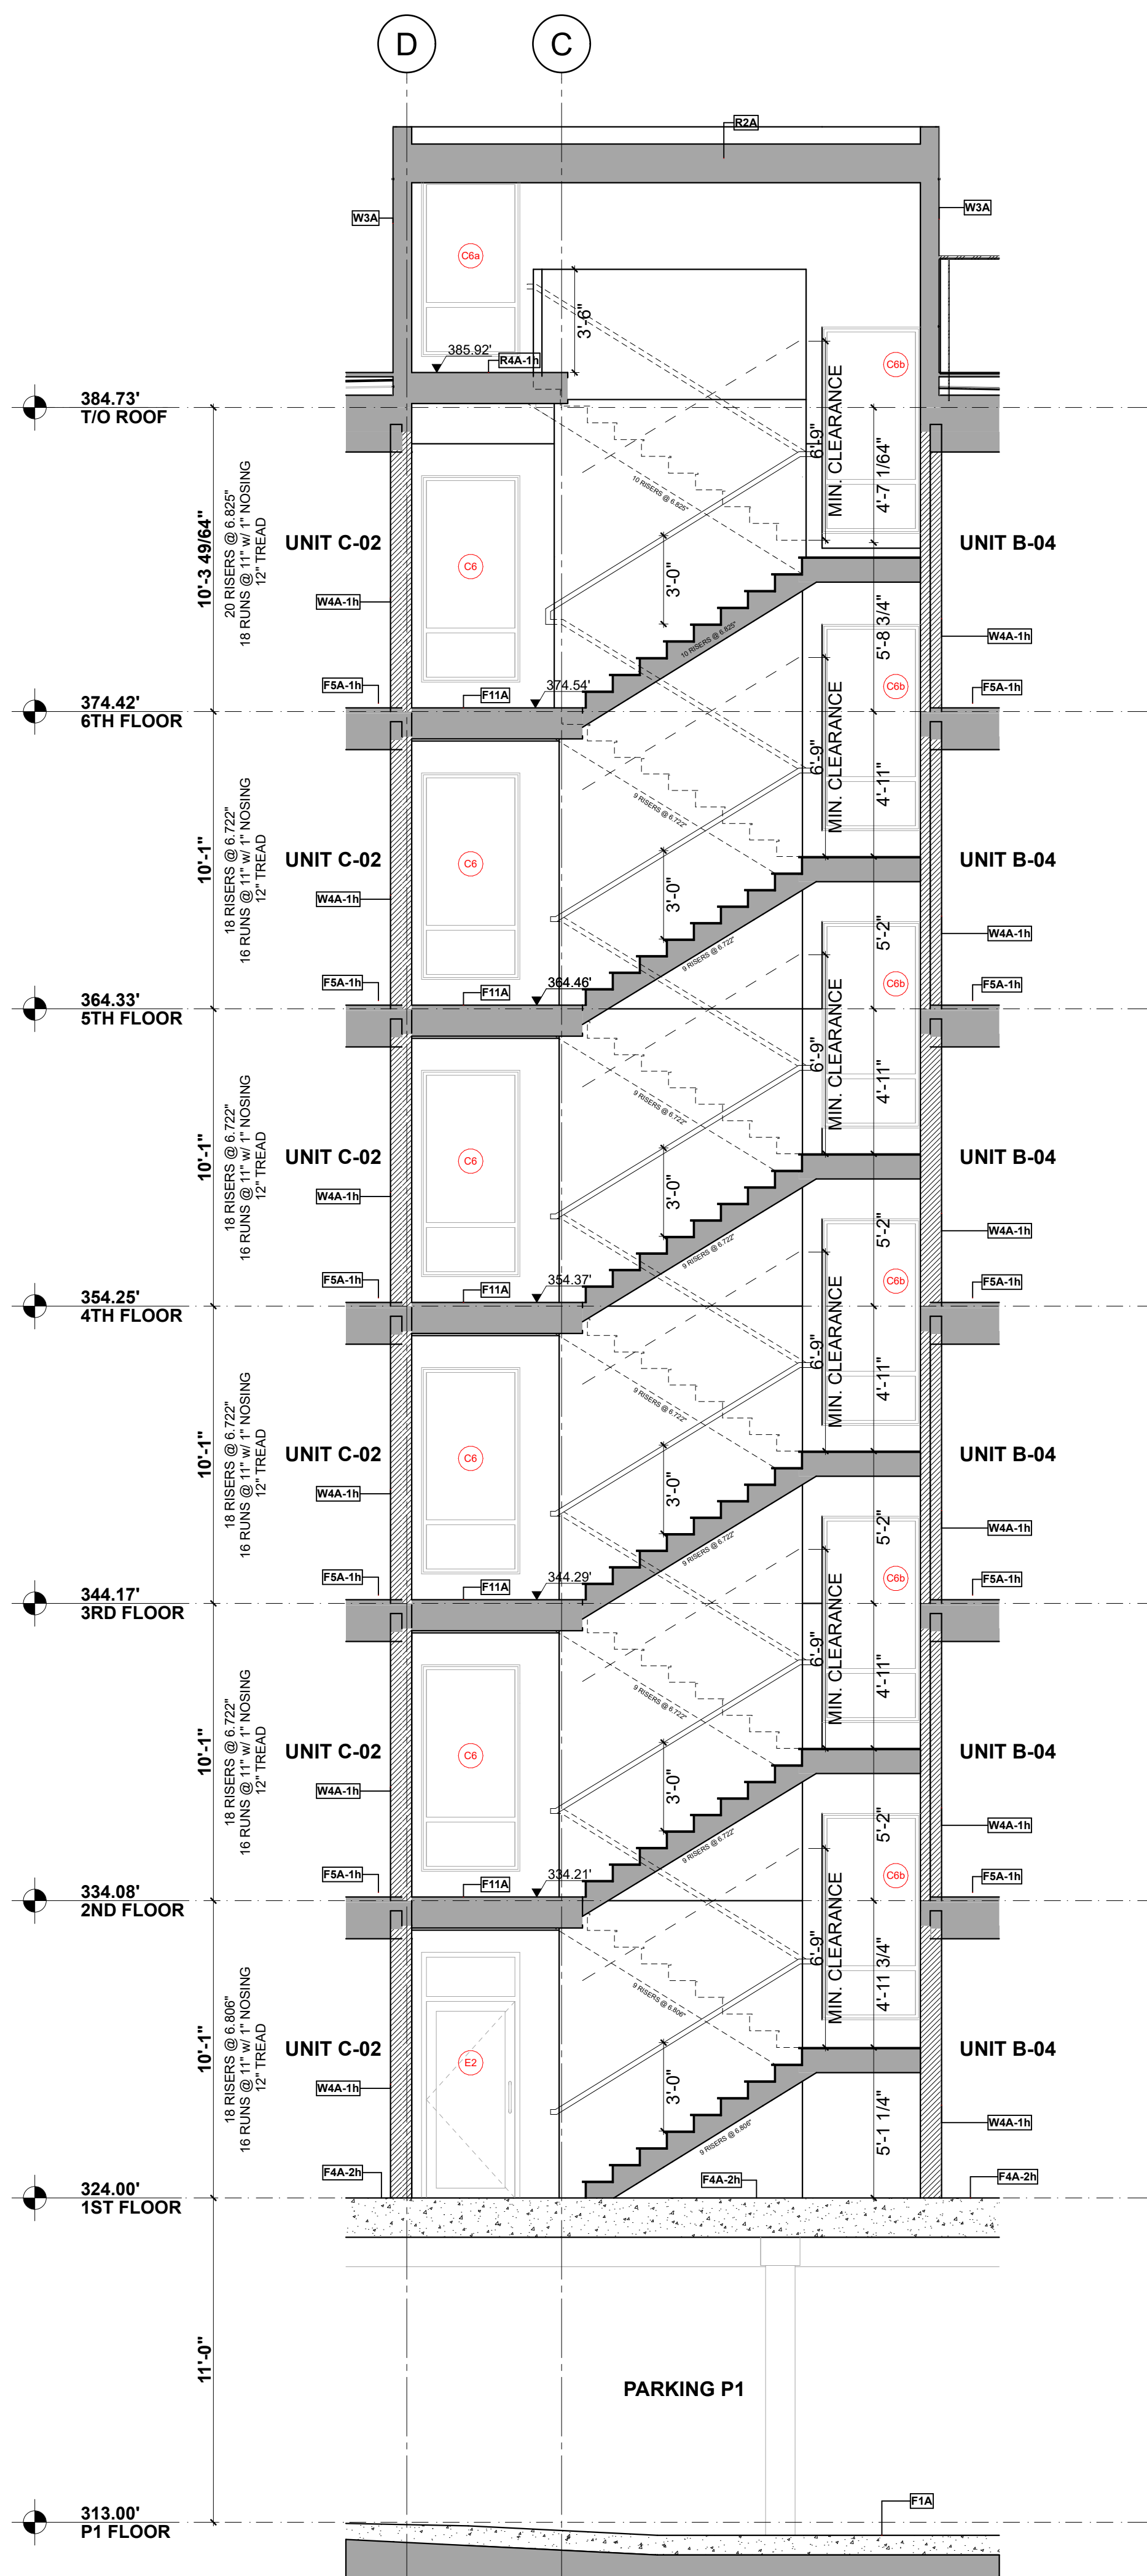 D
C
R2A
W3A
W3A
C6a
3'-6"
385.92'
R4A-1h
C6b
384.73'
T/O ROOF
6'-9"
MIN. CLEARANCE
4'-7 1/64"
10'-3 49/64"
20 RISERS @ 6.825"
18 RUNS @ 11" w/ 1" NOSING
12" TREAD
10 RISERS @ 6.825"
UNIT C-02
UNIT B-04
C6
3'-0"
W4A-1h
W4A-1h
5'-8 3/4"
10 RISERS @ 6.825"
F5A-1h
F11A
374.54'
C6b
F5A-1h
374.42'
6TH FLOOR
6'-9"
MIN. CLEARANCE
4'-11"
10'-1"
18 RISERS @ 6.722"
16 RUNS @ 11" w/ 1" NOSING
12" TREAD
9 RISERS @ 6.722"
UNIT C-02
UNIT B-04
C6
3'-0"
W4A-1h
W4A-1h
5'-2"
9 RISERS @ 6.722"
F5A-1h
F11A
364.46'
C6b
F5A-1h
364.33'
5TH FLOOR
6'-9"
MIN. CLEARANCE
4'-11"
10'-1"
18 RISERS @ 6.722"
16 RUNS @ 11" w/ 1" NOSING
12" TREAD
9 RISERS @ 6.722"
UNIT C-02
UNIT B-04
C6
3'-0"
W4A-1h
W4A-1h
5'-2"
9 RISERS @ 6.722"
F5A-1h
F11A
354.37'
C6b
F5A-1h
354.25'
4TH FLOOR
6'-9"
MIN. CLEARANCE
4'-11"
10'-1"
18 RISERS @ 6.722"
16 RUNS @ 11" w/ 1" NOSING
12" TREAD
9 RISERS @ 6.722"
UNIT C-02
UNIT B-04
C6
3'-0"
W4A-1h
W4A-1h
5'-2"
9 RISERS @ 6.722"
F5A-1h
F11A
344.29'
C6b
F5A-1h
344.17'
3RD FLOOR
6'-9"
MIN. CLEARANCE
4'-11"
10'-1"
18 RISERS @ 6.722"
16 RUNS @ 11" w/ 1" NOSING
12" TREAD
9 RISERS @ 6.722"
UNIT C-02
UNIT B-04
C6
3'-0"
W4A-1h
W4A-1h
5'-2"
9 RISERS @ 6.722"
F5A-1h
F11A
334.21'
C6b
F5A-1h
334.08'
2ND FLOOR
6'-9"
MIN. CLEARANCE
4'-11 3/4"
10'-1"
18 RISERS @ 6.806"
16 RUNS @ 11" w/ 1" NOSING
12" TREAD
9 RISERS @ 6.806"
UNIT C-02
UNIT B-04
E2
3'-0"
W4A-1h
W4A-1h
5'-1 1/4"
9 RISERS @ 6.806"
F4A-2h
F4A-2h
F4A-2h
324.00'
1ST FLOOR
11'-0"
PARKING P1
F1A
313.00'
P1 FLOOR